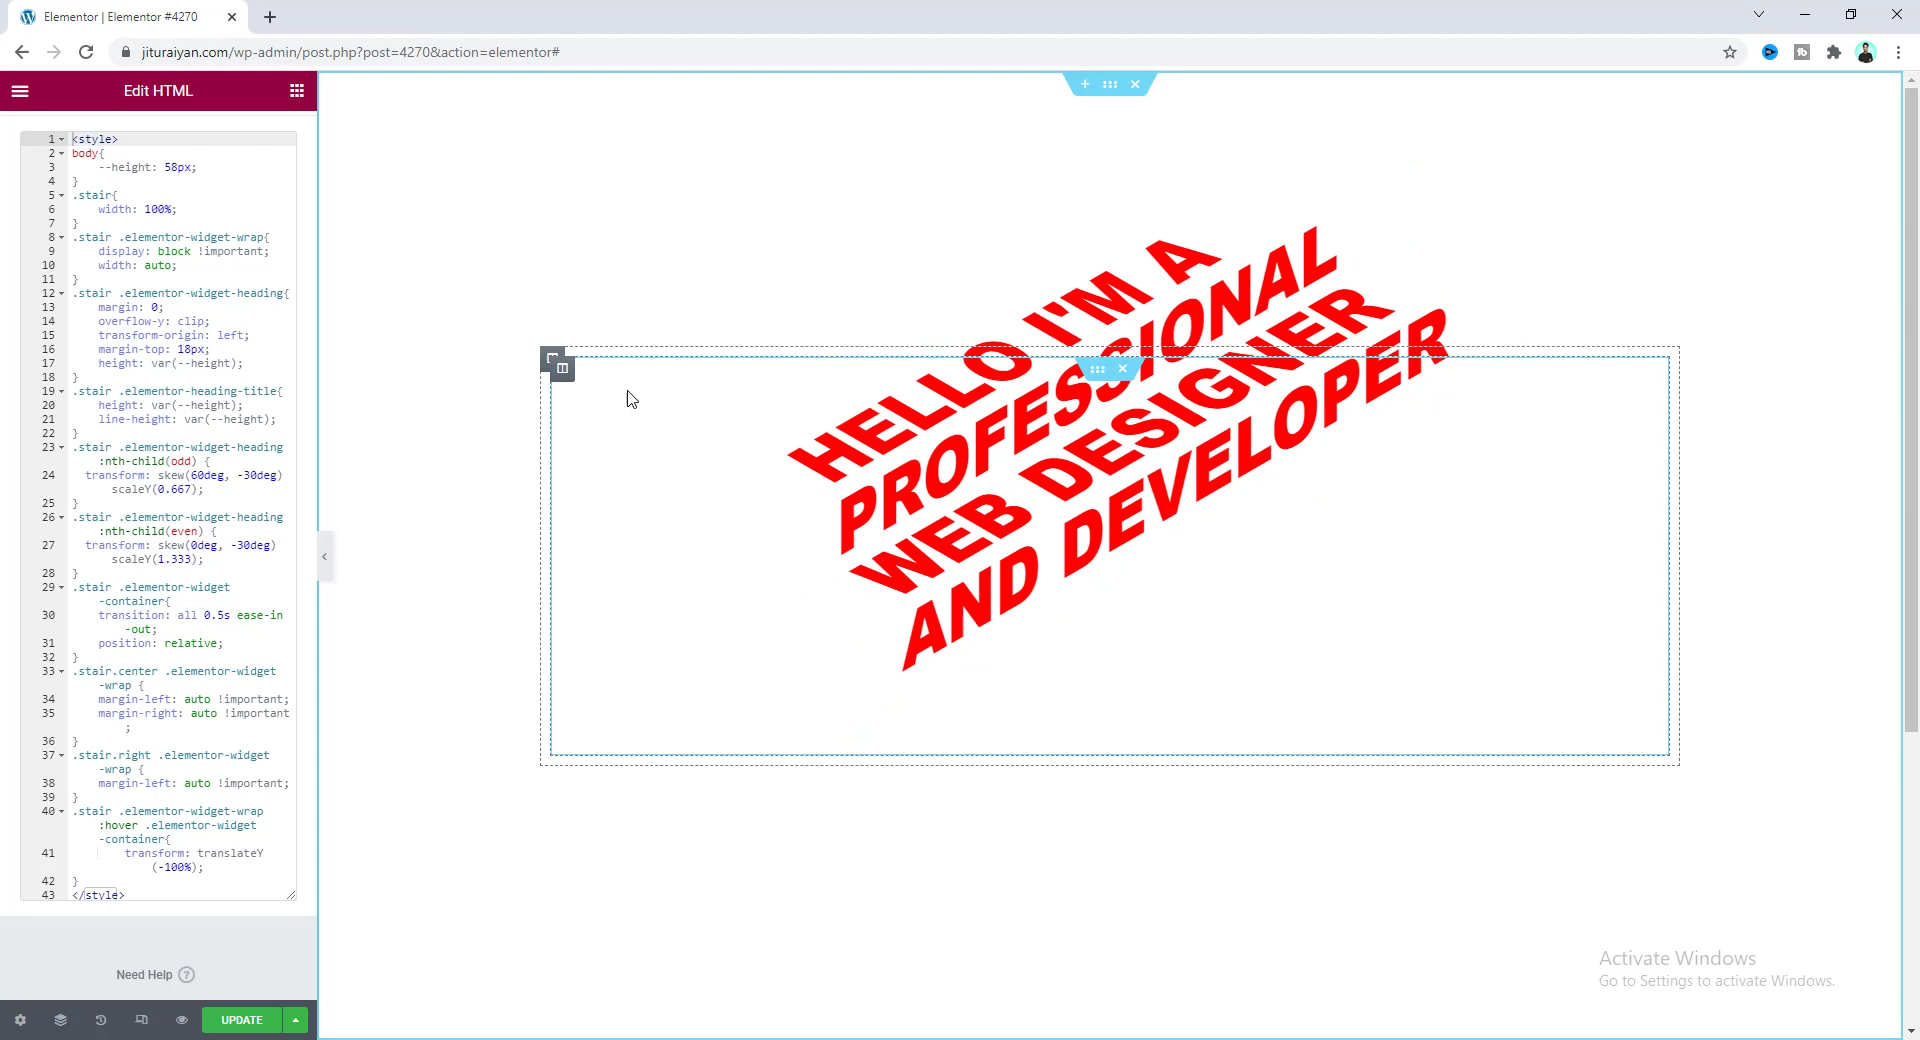 Elementor | Elementor #4270
jituraiyan.com/wp-admin/post.php?post=4270&action=elementor#
Edit HTML
1 <style>
2 body{
3 --height: 58px;
4 }
5 .stair{
6 width: 100%;
7 }
8 .stair .elementor-widget-wrap{
9 display: block !important;
10 width: auto;
11 }
12 .stair .elementor-widget-heading{
13 margin: 0;
14 overflow-y: clip;
15 transform-origin: left;
16 margin-top: 18px;
17 height: var(--height);
18 }
19 .stair .elementor-heading-title{
20 height: var(--height);
21 line-height: var(--height);
22 }
23 .stair .elementor-widget-heading
:nth-child(odd) {
24 transform: skew(60deg, -30deg)
scaleY(0.667);
25 }
26 .stair .elementor-widget-heading
:nth-child(even) {
27 transform: skew(0deg, -30deg)
scaleY(1.333);
28 }
29 .stair .elementor-widget
-container{
30 transition: all 0.5s ease-in
-out;
31 position: relative;
32 }
33 .stair.center .elementor-widget
-wrap {
34 margin-left: auto !important;
35 margin-right: auto !important
;
36 }
37 .stair.right .elementor-widget
-wrap {
38 margin-left: auto !important;
39 }
40 .stair .elementor-widget-wrap
:hover .elementor-widget
-container{
41 transform: translateY
(-100%);
42 }
43 </style>
Need Help ?
UPDATE
HELLO I'M A
PROFESSIONAL
WEB DESIGNER
AND DEVELOPER
Activate Windows
Go to Settings to activate Windows.